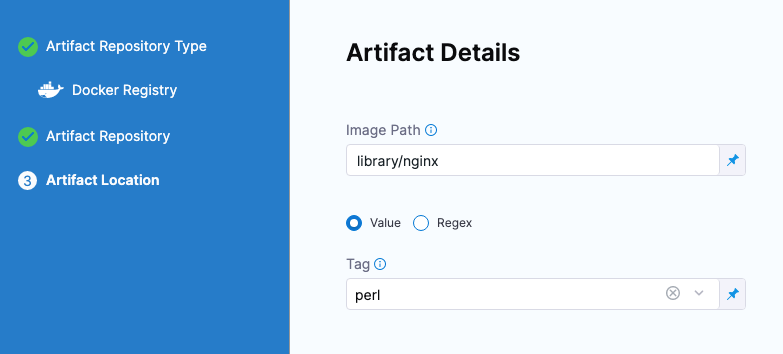 Artifact Repository Type
Docker Registry
Artifact Repository
3 Artifact Location
Artifact Details
Image Path
library/nginx
Value Regex
Tag
perl